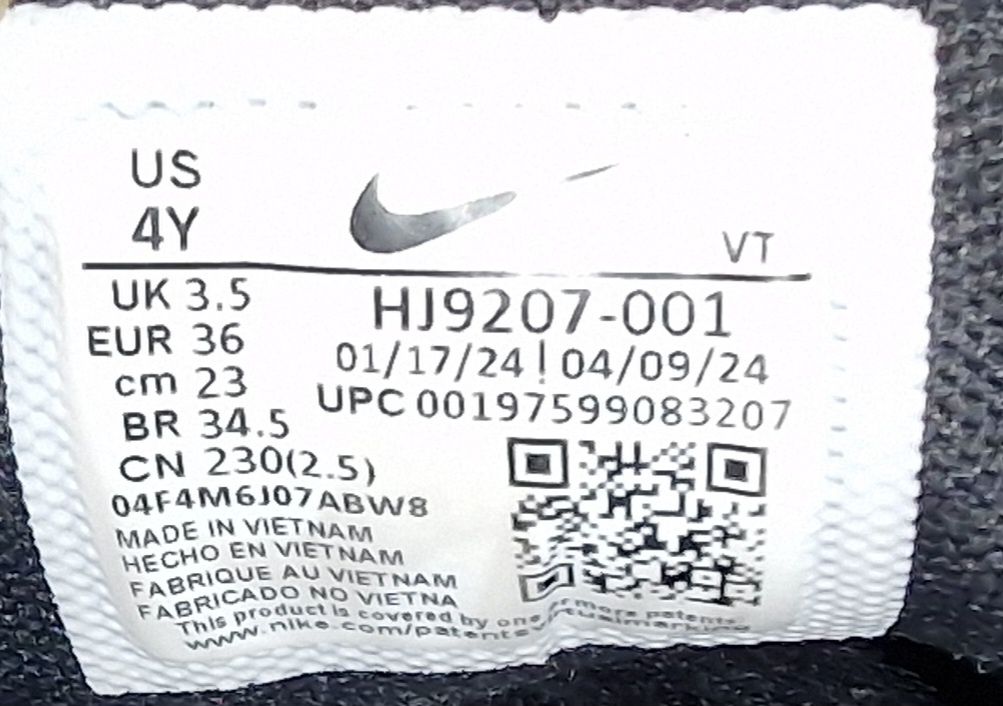 US
4Y
VT
UK 3.5
EUR 36
cm 23
BR 34.5
CN 230(2.5)
HJ9207-001
01/17/24 | 04/09/24
UPC 00197599083207
04F4M6J07ABW8
MADE IN VIETNAM
HECHO EN VIETNAM
FABRIQUE AU VIETNAM
FABRICADO NO VIETNA
This product is covered by one or more patents
www.nike.com/patents